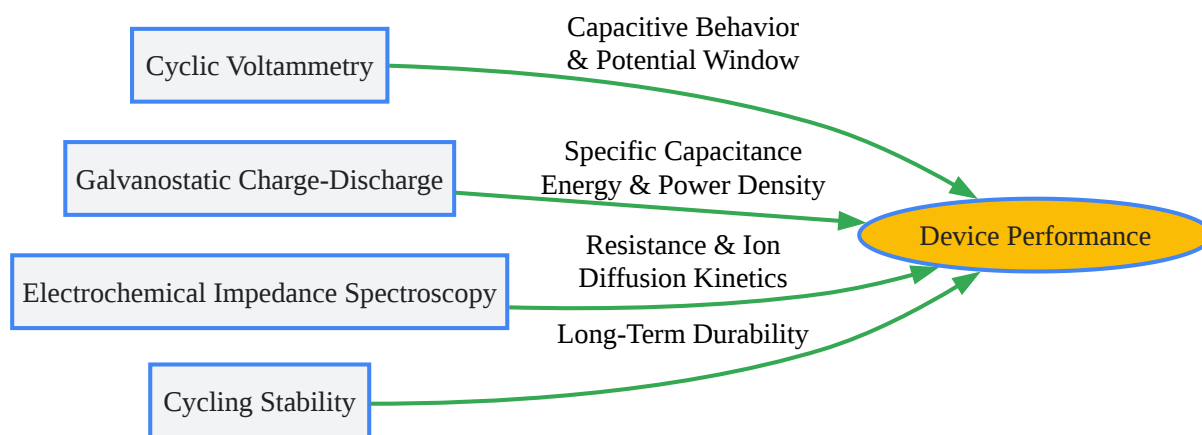 Cyclic Voltammetry
Capacitive Behavior
& Potential Window
Galvanostatic Charge-Discharge
Specific Capacitance
Energy & Power Density
Device Performance
Electrochemical Impedance Spectroscopy
Resistance & Ion
Diffusion Kinetics
Cycling Stability
Long-Term Durability